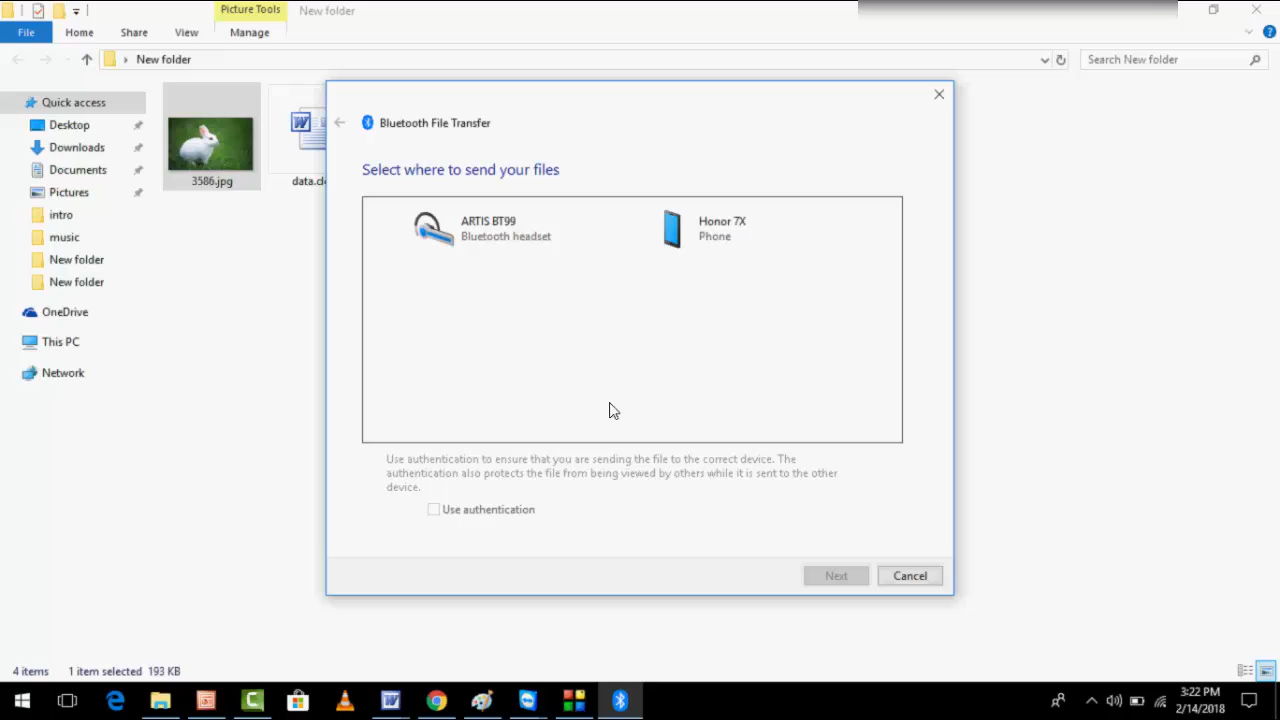 Picture Tools
New folder
File
Home
Share
View
Manage
New folder
Search New folder
Quick access
Desktop
Downloads
Documents
Pictures
intro
music
New folder
New folder
OneDrive
This PC
Network
3586.jpg
data.d
Bluetooth File Transfer
Select where to send your files
ARTIS BT99
Bluetooth headset
Honor 7X
Phone
Use authentication to ensure that you are sending the file to the correct device. The
authentication also protects the file from being viewed by others while it is sent to the other
device.
Use authentication
Next
Cancel
4 items
1 item selected 193 KB
3:22 PM
2/14/2018